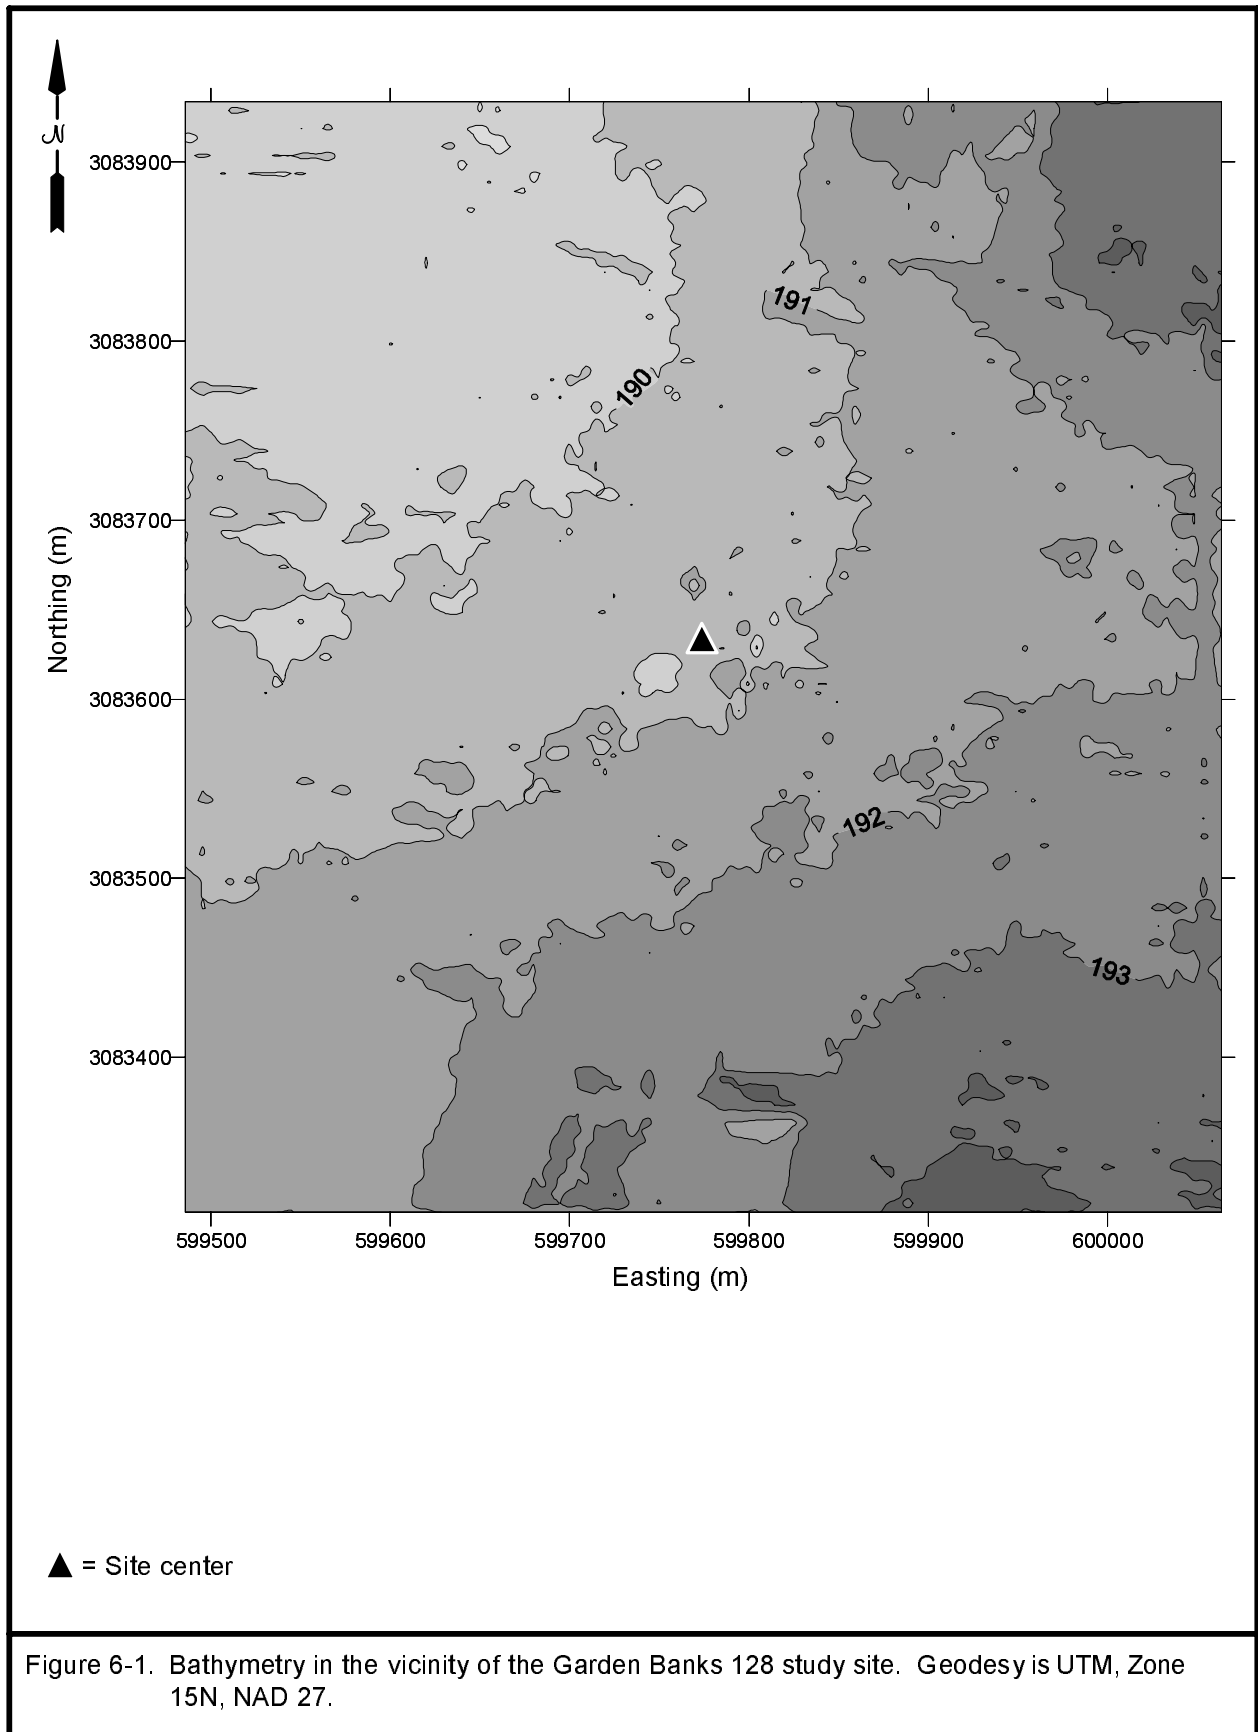 3083900
3083800
3083700
3083600
3083500
3083400
Northing (m)
191
190
192
193
599500 599600 599700 599800 599900 600000
Easting (m)
= Site center
Figure 6-1. Bathymetry in the vicinity of the Garden Banks 128 study site. Geodesy is UTM, Zone
15N, NAD 27.